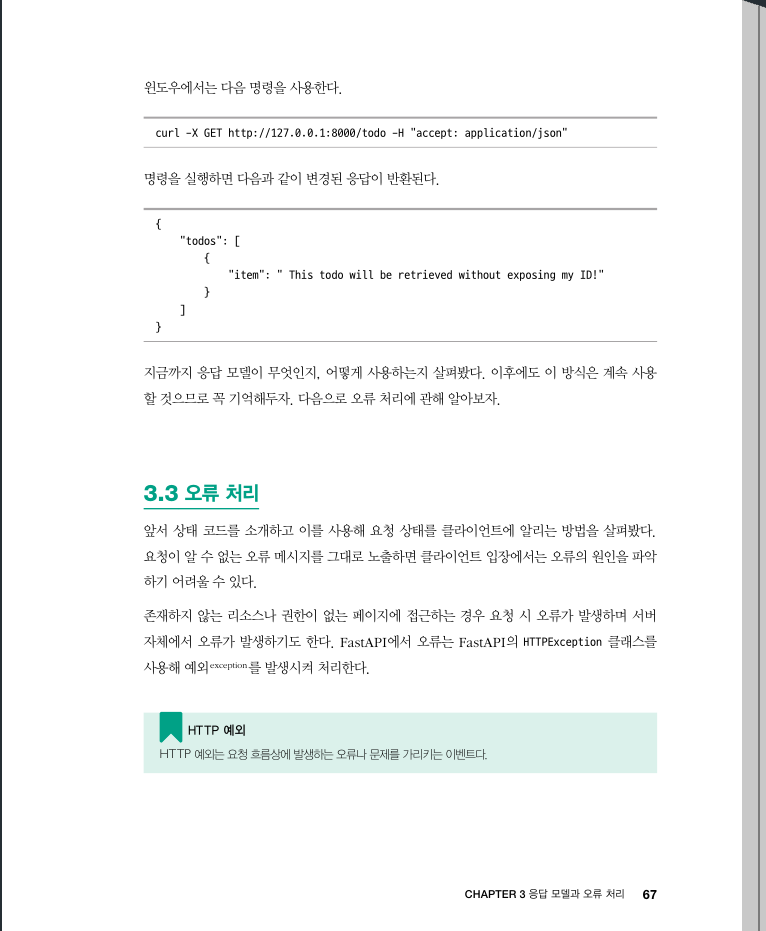 윈도우에서는 다음 명령을 사용한다.
curl -X GET http://127.0.0.1:8000/todo -H "accept: application/json"
명령을 실행하면 다음과 같이 변경된 응답이 반환된다.
{
    "todos": [
        {
            "item": " This todo will be retrieved without exposing my ID!"
        }
    ]
}
지금까지 응답 모델이 무엇인지, 어떻게 사용하는지 살펴봤다. 이후에도 이 방식은 계속 사용
할 것으므로 꼭 기억해두자. 다음으로 오류 처리에 관해 알아보자.
3.3 오류 처리
앞서 상태 코드를 소개하고 이를 사용해 요청 상태를 클라이언트에 알리는 방법을 살펴봤다.
요청이 알 수 없는 오류 메시지를 그대로 노출하면 클라이언트 입장에서는 오류의 원인을 파악
하기 어려울 수 있다.
존재하지 않는 리소스나 권한이 없는 페이지에 접근하는 경우 요청 시 오류가 발생하며 서버
자체에서 오류가 발생하기도 한다. FastAPI에서 오류는 FastAPI의 HTTPException 클래스를
사용해 예외exception를 발생시켜 처리한다.
HTTP 예외
HTTP 예외는 요청 흐름상에 발생하는 오류나 문제를 가리키는 이벤트다.
CHAPTER 3 응답 모델과 오류 처리 67